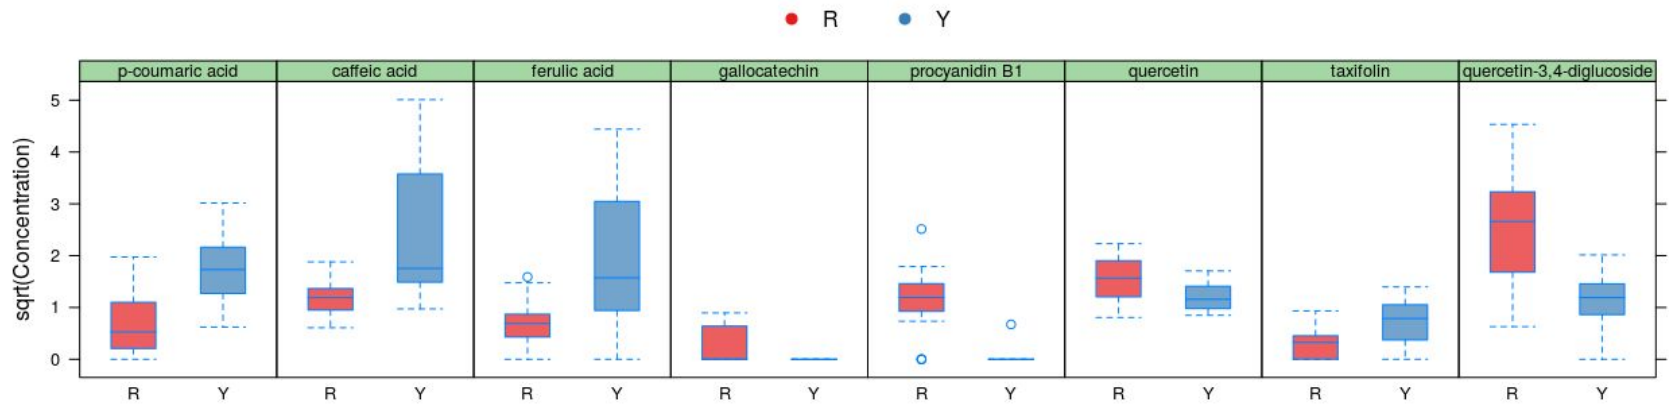 R Y
p-coumaric acid caffeic acid ferulic acid gallocatechin procyanidin B1 quercetin taxifolin quercetin-3,4-diglucoside
sqrt(Concentration)
5
4
3
2
1
0
R Y R Y R Y R Y R Y R Y R Y R Y